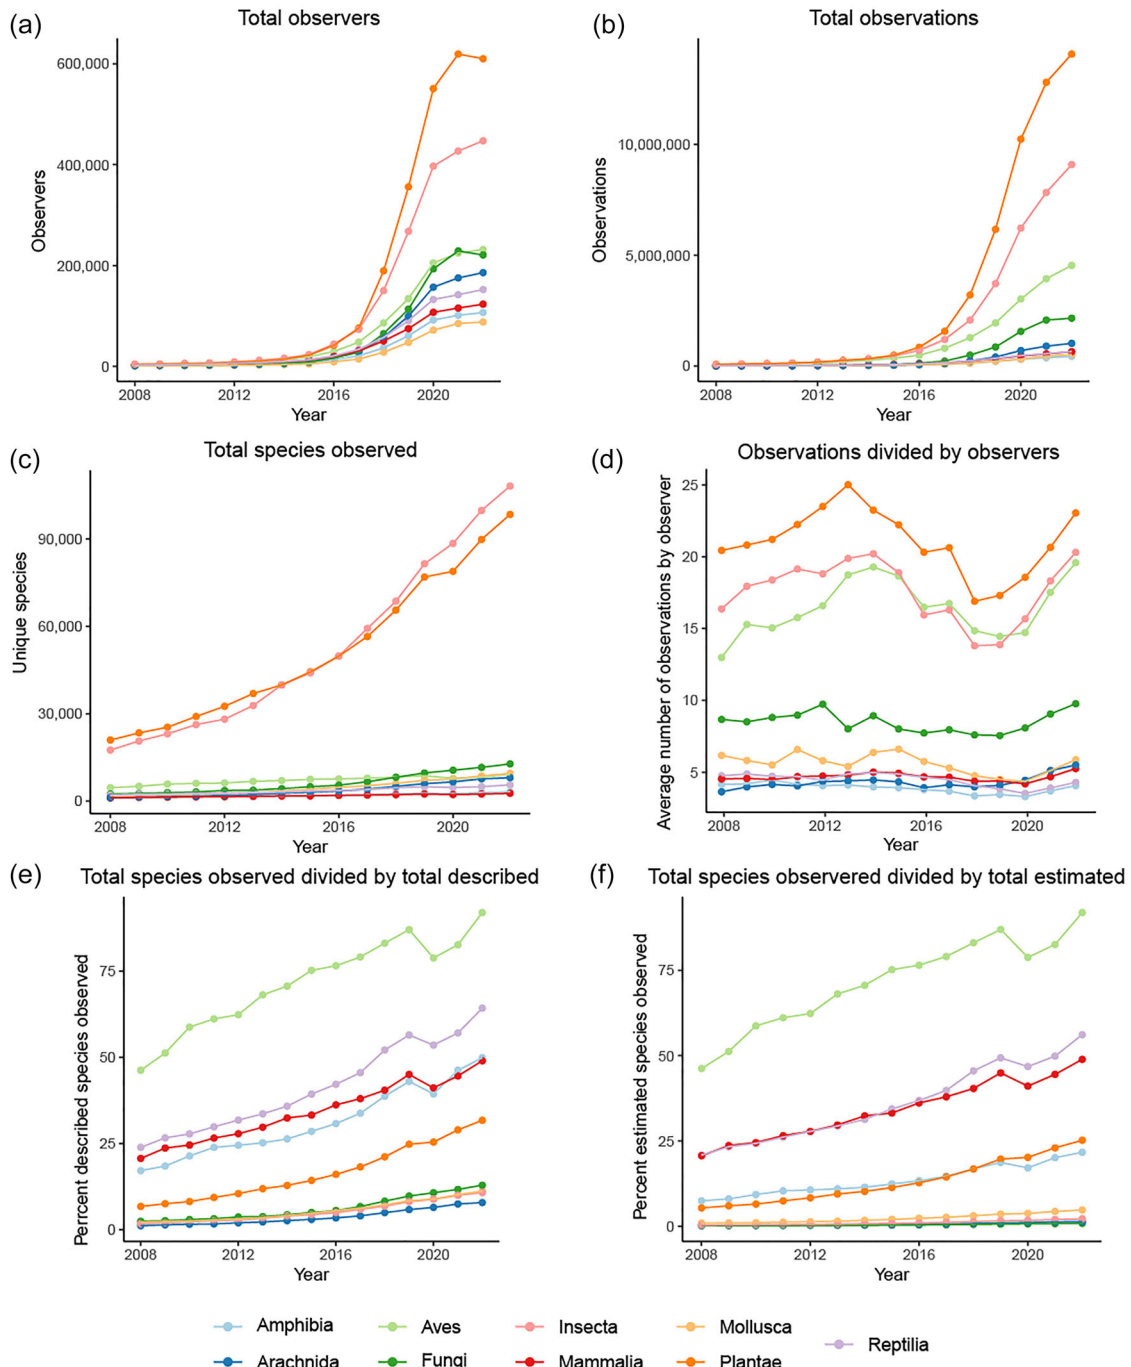 (a)
Total observers
600,000
400,000
200,000
0
Observers
2008
2012
2016
2020
Year
(b)
Total observations
10,000,000
5,000,000
0
Observations
2008
2012
2016
2020
Year
(c)
Total species observed
90,000
60,000
30,000
0
Unique species
2008
2012
2016
2020
Year
(d)
Observations divided by observers
25
20
15
10
5
Average number of observations by observer
2008
2012
2016
2020
Year
(e)
Total species observed divided by total described
75
50
25
0
Perrcent described species observed
2008
2012
2016
2020
Year
(f)
Total species observered divided by total estimated
75
50
25
0
Percent estimated species observed
2008
2012
2016
2020
Year
Amphibia
Aves
Insecta
Mollusca
Reptilia
Arachnida
Fungi
Mammalia
Plantae